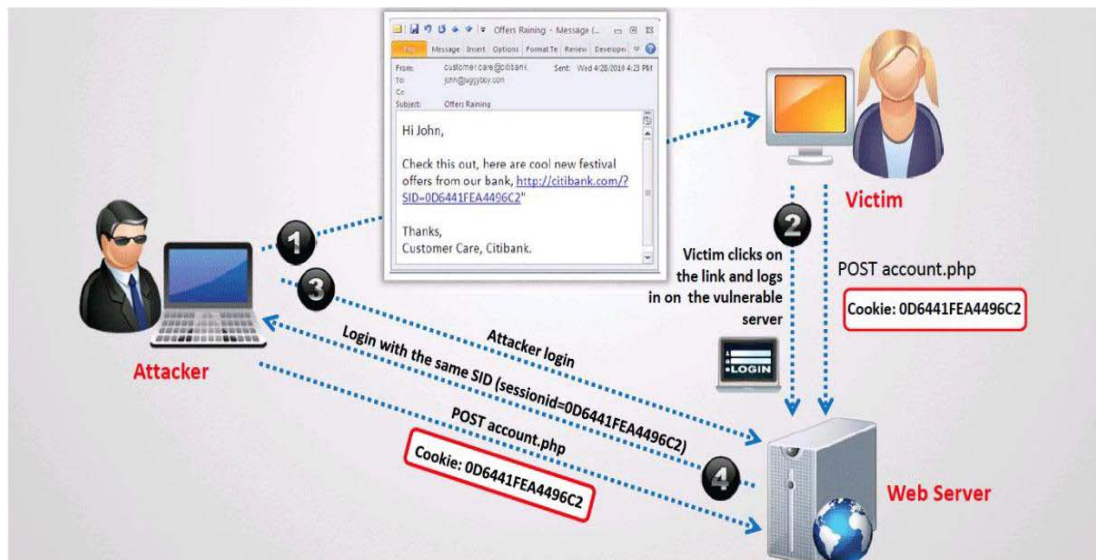 Offers Raining - Message (...
File Message Insert Options Format Te Review Developer
From: customer.care@citibank. Sent: Wed 4/28/2010 4:23 PM
To: john@juggyboy.com
Cc
Subject: Offers Raining
Hi John,
Check this out, here are cool new festival
offers from our bank, http://citibank.com/?
SID=0D6441FEA4496C2"
Thanks,
Customer Care, Citibank.
Victim
1
2
3
4
Victim clicks on
the link and logs
in on the vulnerable
server
POST account.php
Cookie: 0D6441FEA4496C2
LOGIN
Attacker
Attacker login
Login with the same SID (sessionid=0D6441FEA4496C2)
POST account.php
Cookie: 0D6441FEA4496C2
Web Server